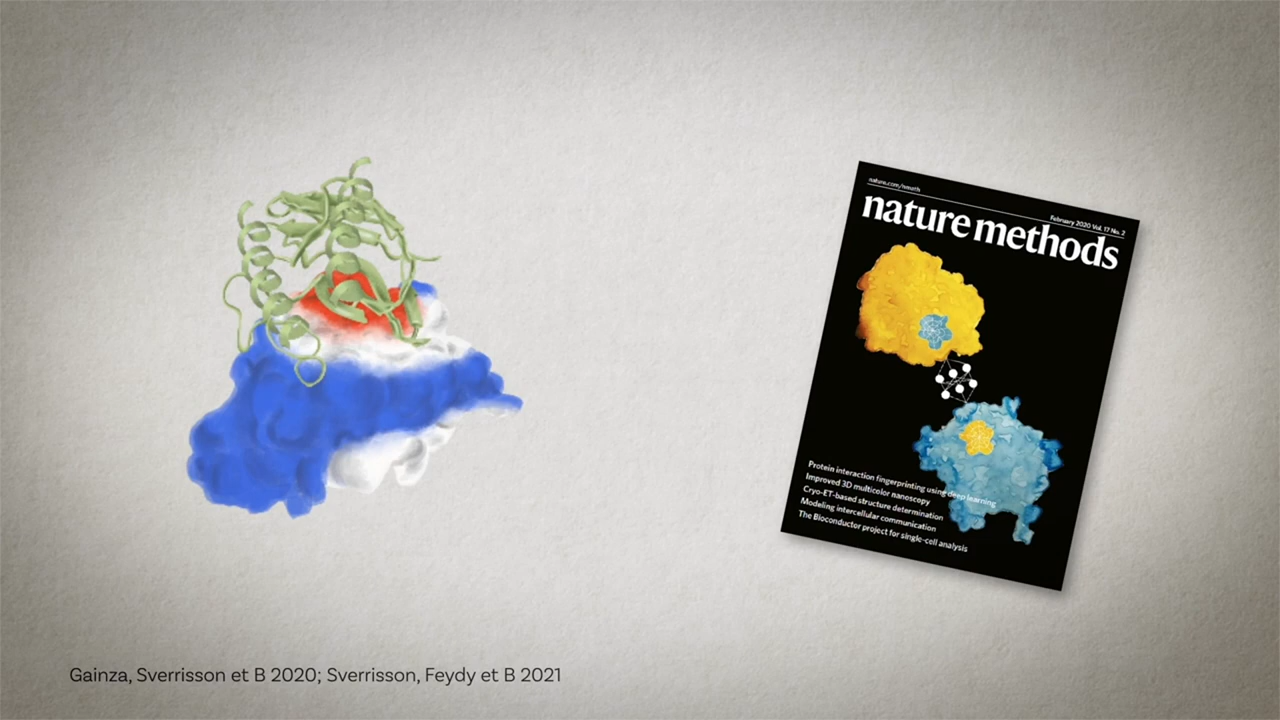 nature.com/nmeth
February 2020 Vol. 17 No. 2
nature methods
Protein interaction fingerprinting using deep learning
Improved 3D multicolor nanoscopy
Cryo-ET-based structure determination
Modeling intercellular communication
The Bioconductor project for single-cell analysis
Gainza, Sverrisson et B 2020; Sverrisson, Feydy et B 2021